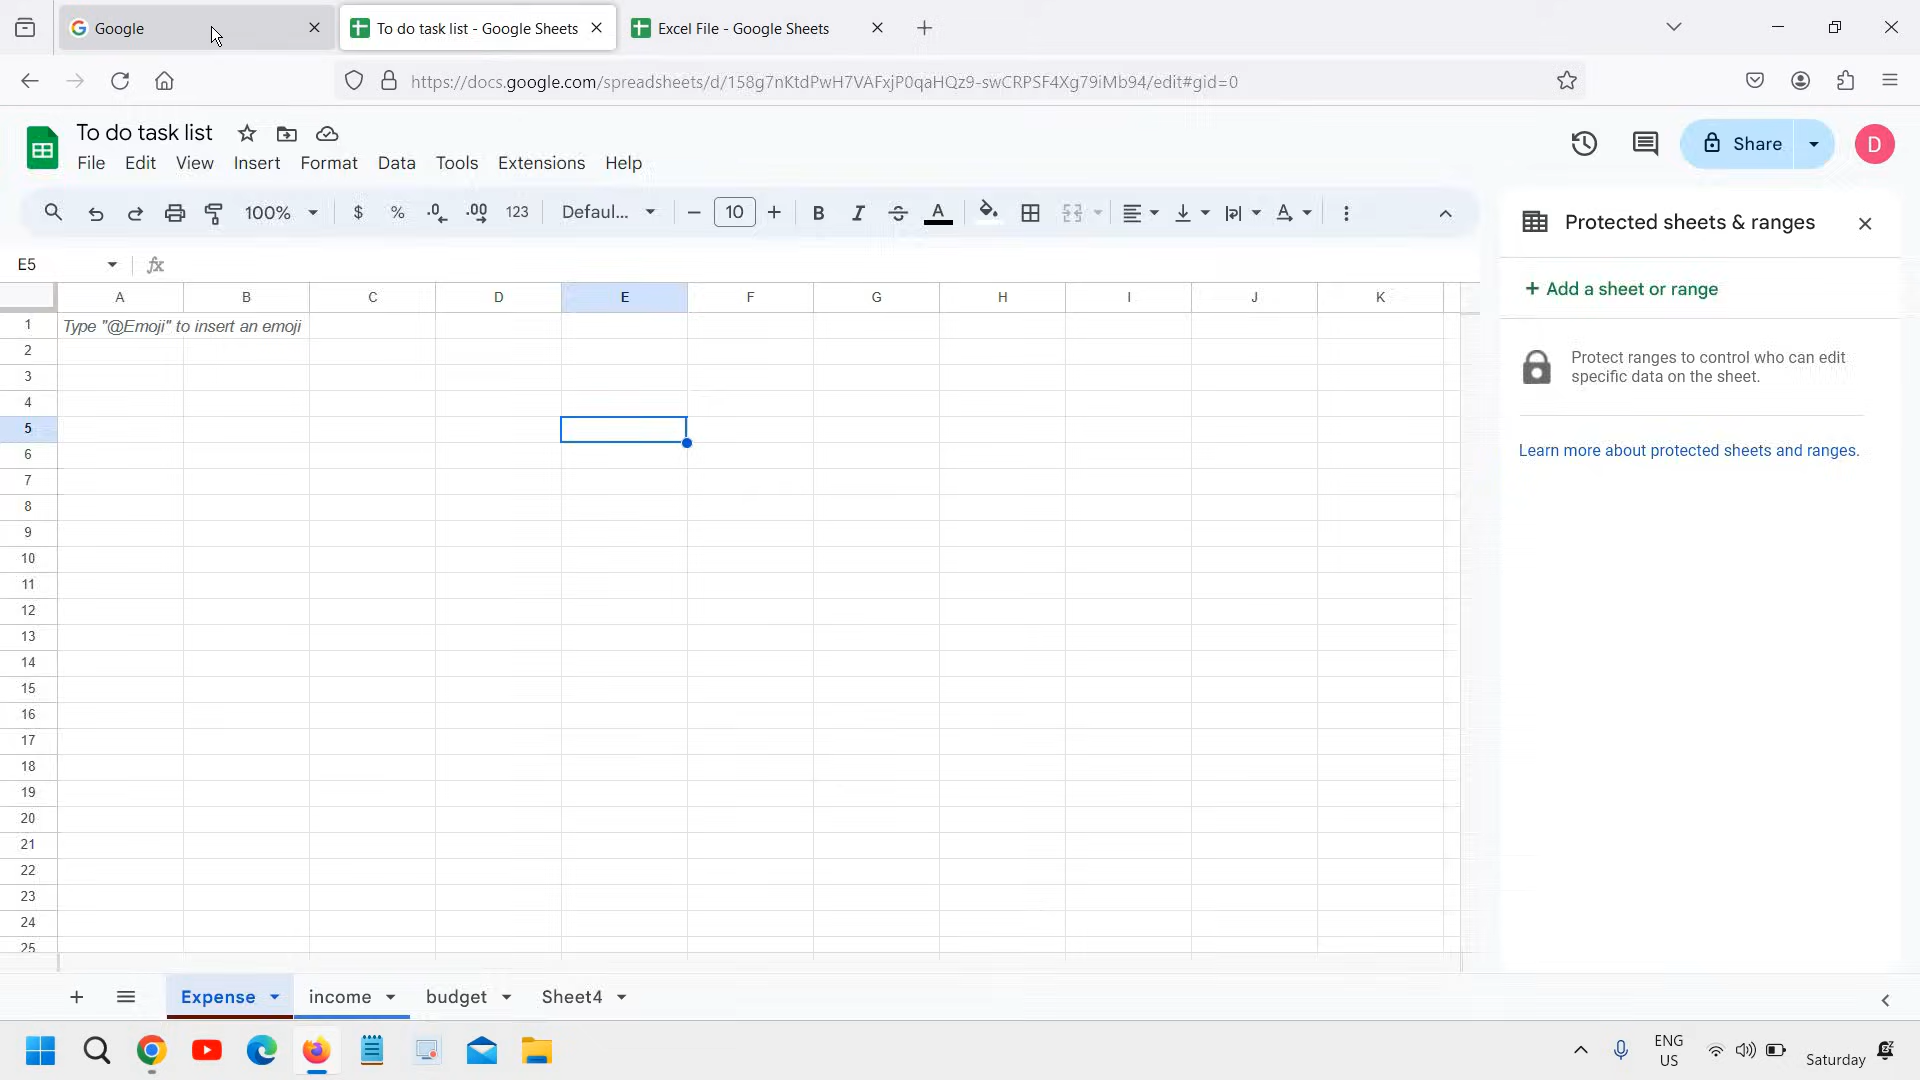 Google
To do task list - Google Sheets
Excel File - Google Sheets
https://docs.google.com/spreadsheets/d/158g7nKtdPwH7VAFxjP0qaHQz9-swCRPSF4Xg79iMb94/edit#gid=0
To do task list
File Edit View Insert Format Data Tools Extensions Help
Share
D
100% $ % .0 .00 123 Defaul... 10 B I S A
E5
fx
Protected sheets & ranges
+ Add a sheet or range
Protect ranges to control who can edit
specific data on the sheet.
Learn more about protected sheets and ranges.
A B C D E F G H I J K
1 Type "@Emoji" to insert an emoji
2
3
4
5
6
7
8
9
10
11
12
13
14
15
16
17
18
19
20
21
22
23
24
25
Expense income budget Sheet4
ENG
US
Saturday